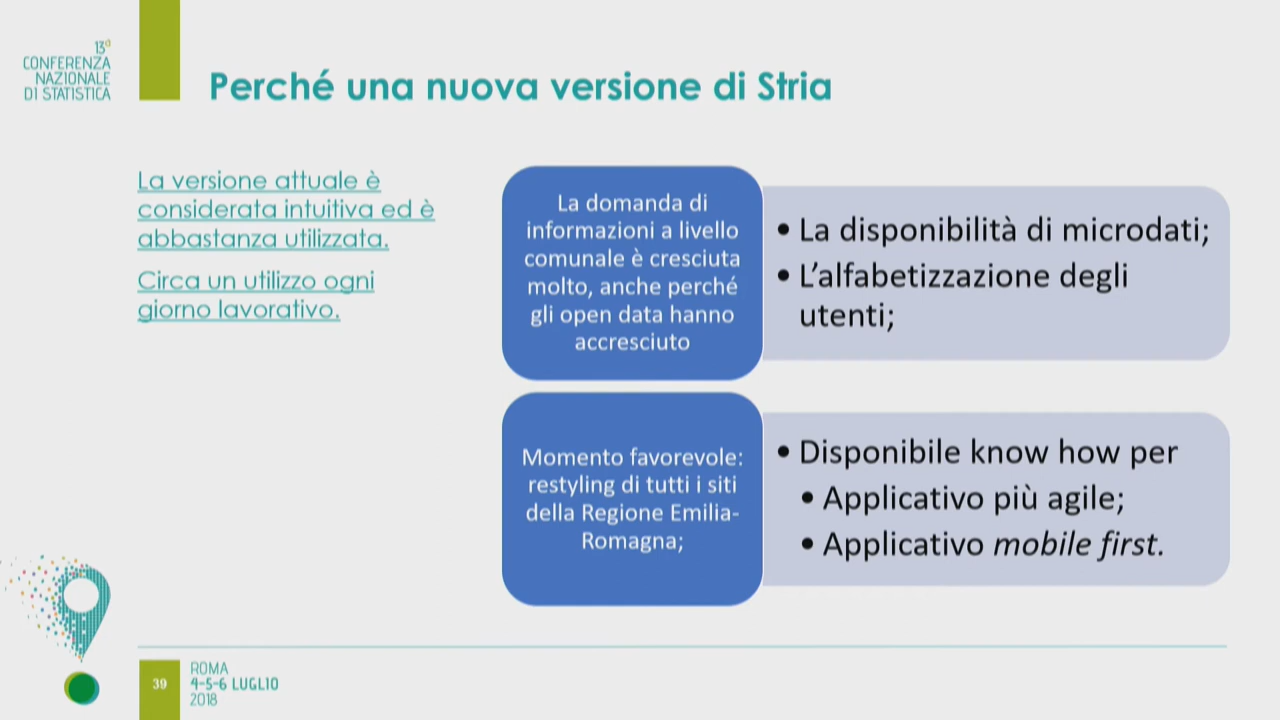 13ª
CONFERENZA
NAZIONALE
DI STATISTICA
Perché una nuova versione di Stria
La versione attuale è
considerata intuitiva ed è
abbastanza utilizzata.
Circa un utilizzo ogni
giorno lavorativo.
La domanda di
informazioni a livello
comunale è cresciuta
molto, anche perché
gli open data hanno
accresciuto
• La disponibilità di microdati;
• L’alfabetizzazione degli
utenti;
Momento favorevole:
restyling di tutti i siti
della Regione Emilia-
Romagna;
• Disponibile know how per
• Applicativo più agile;
• Applicativo mobile first.
39
ROMA
4-5-6 LUGLIO
2018